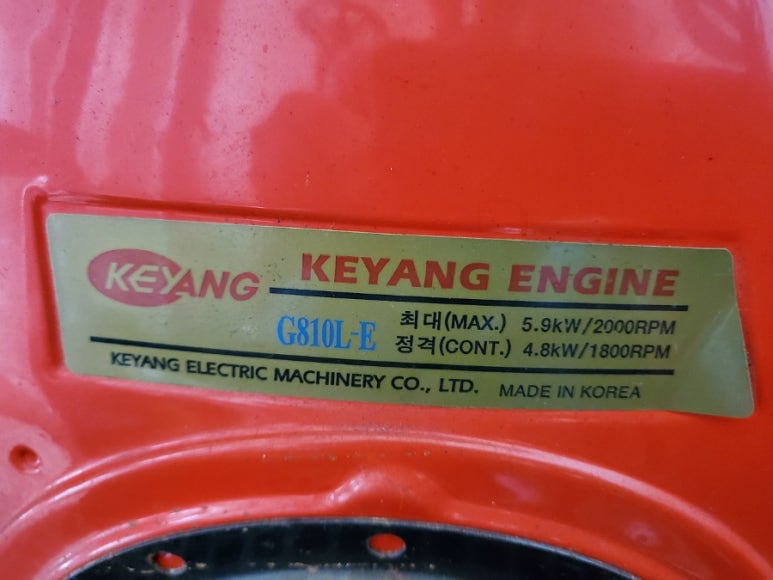 KEYANG KEYANG ENGINE
G810L-E 최대(MAX.) 5.9kW/2000RPM
정격(CONT.) 4.8kW/1800RPM
KEYANG ELECTRIC MACHINERY CO., LTD. MADE IN KOREA